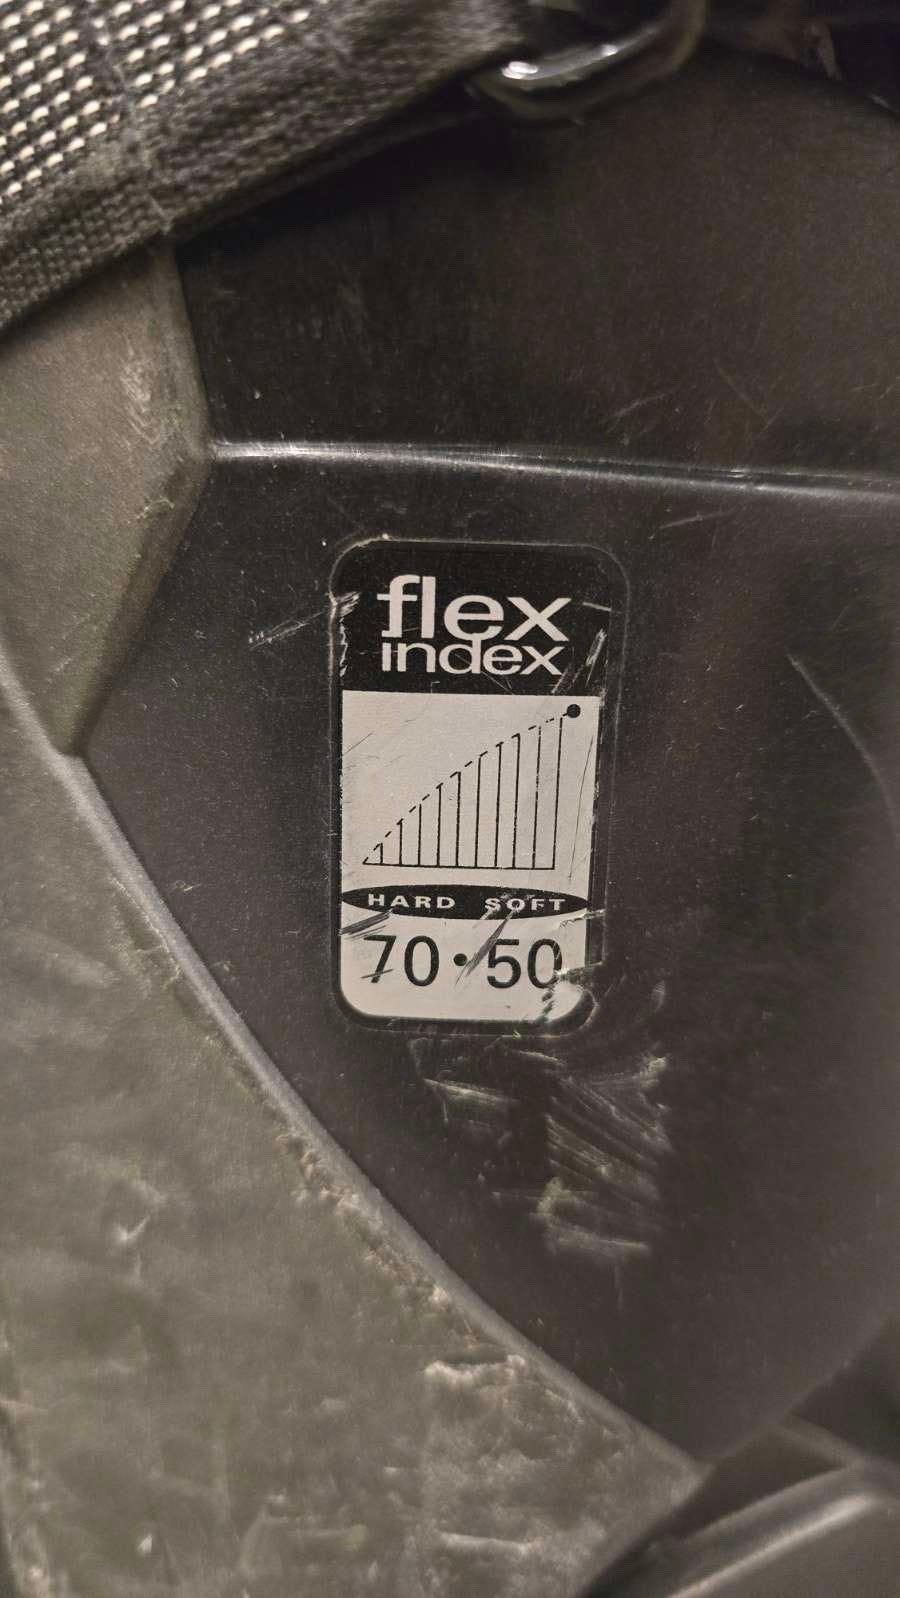 flex
index
HARD SOFT
70·50